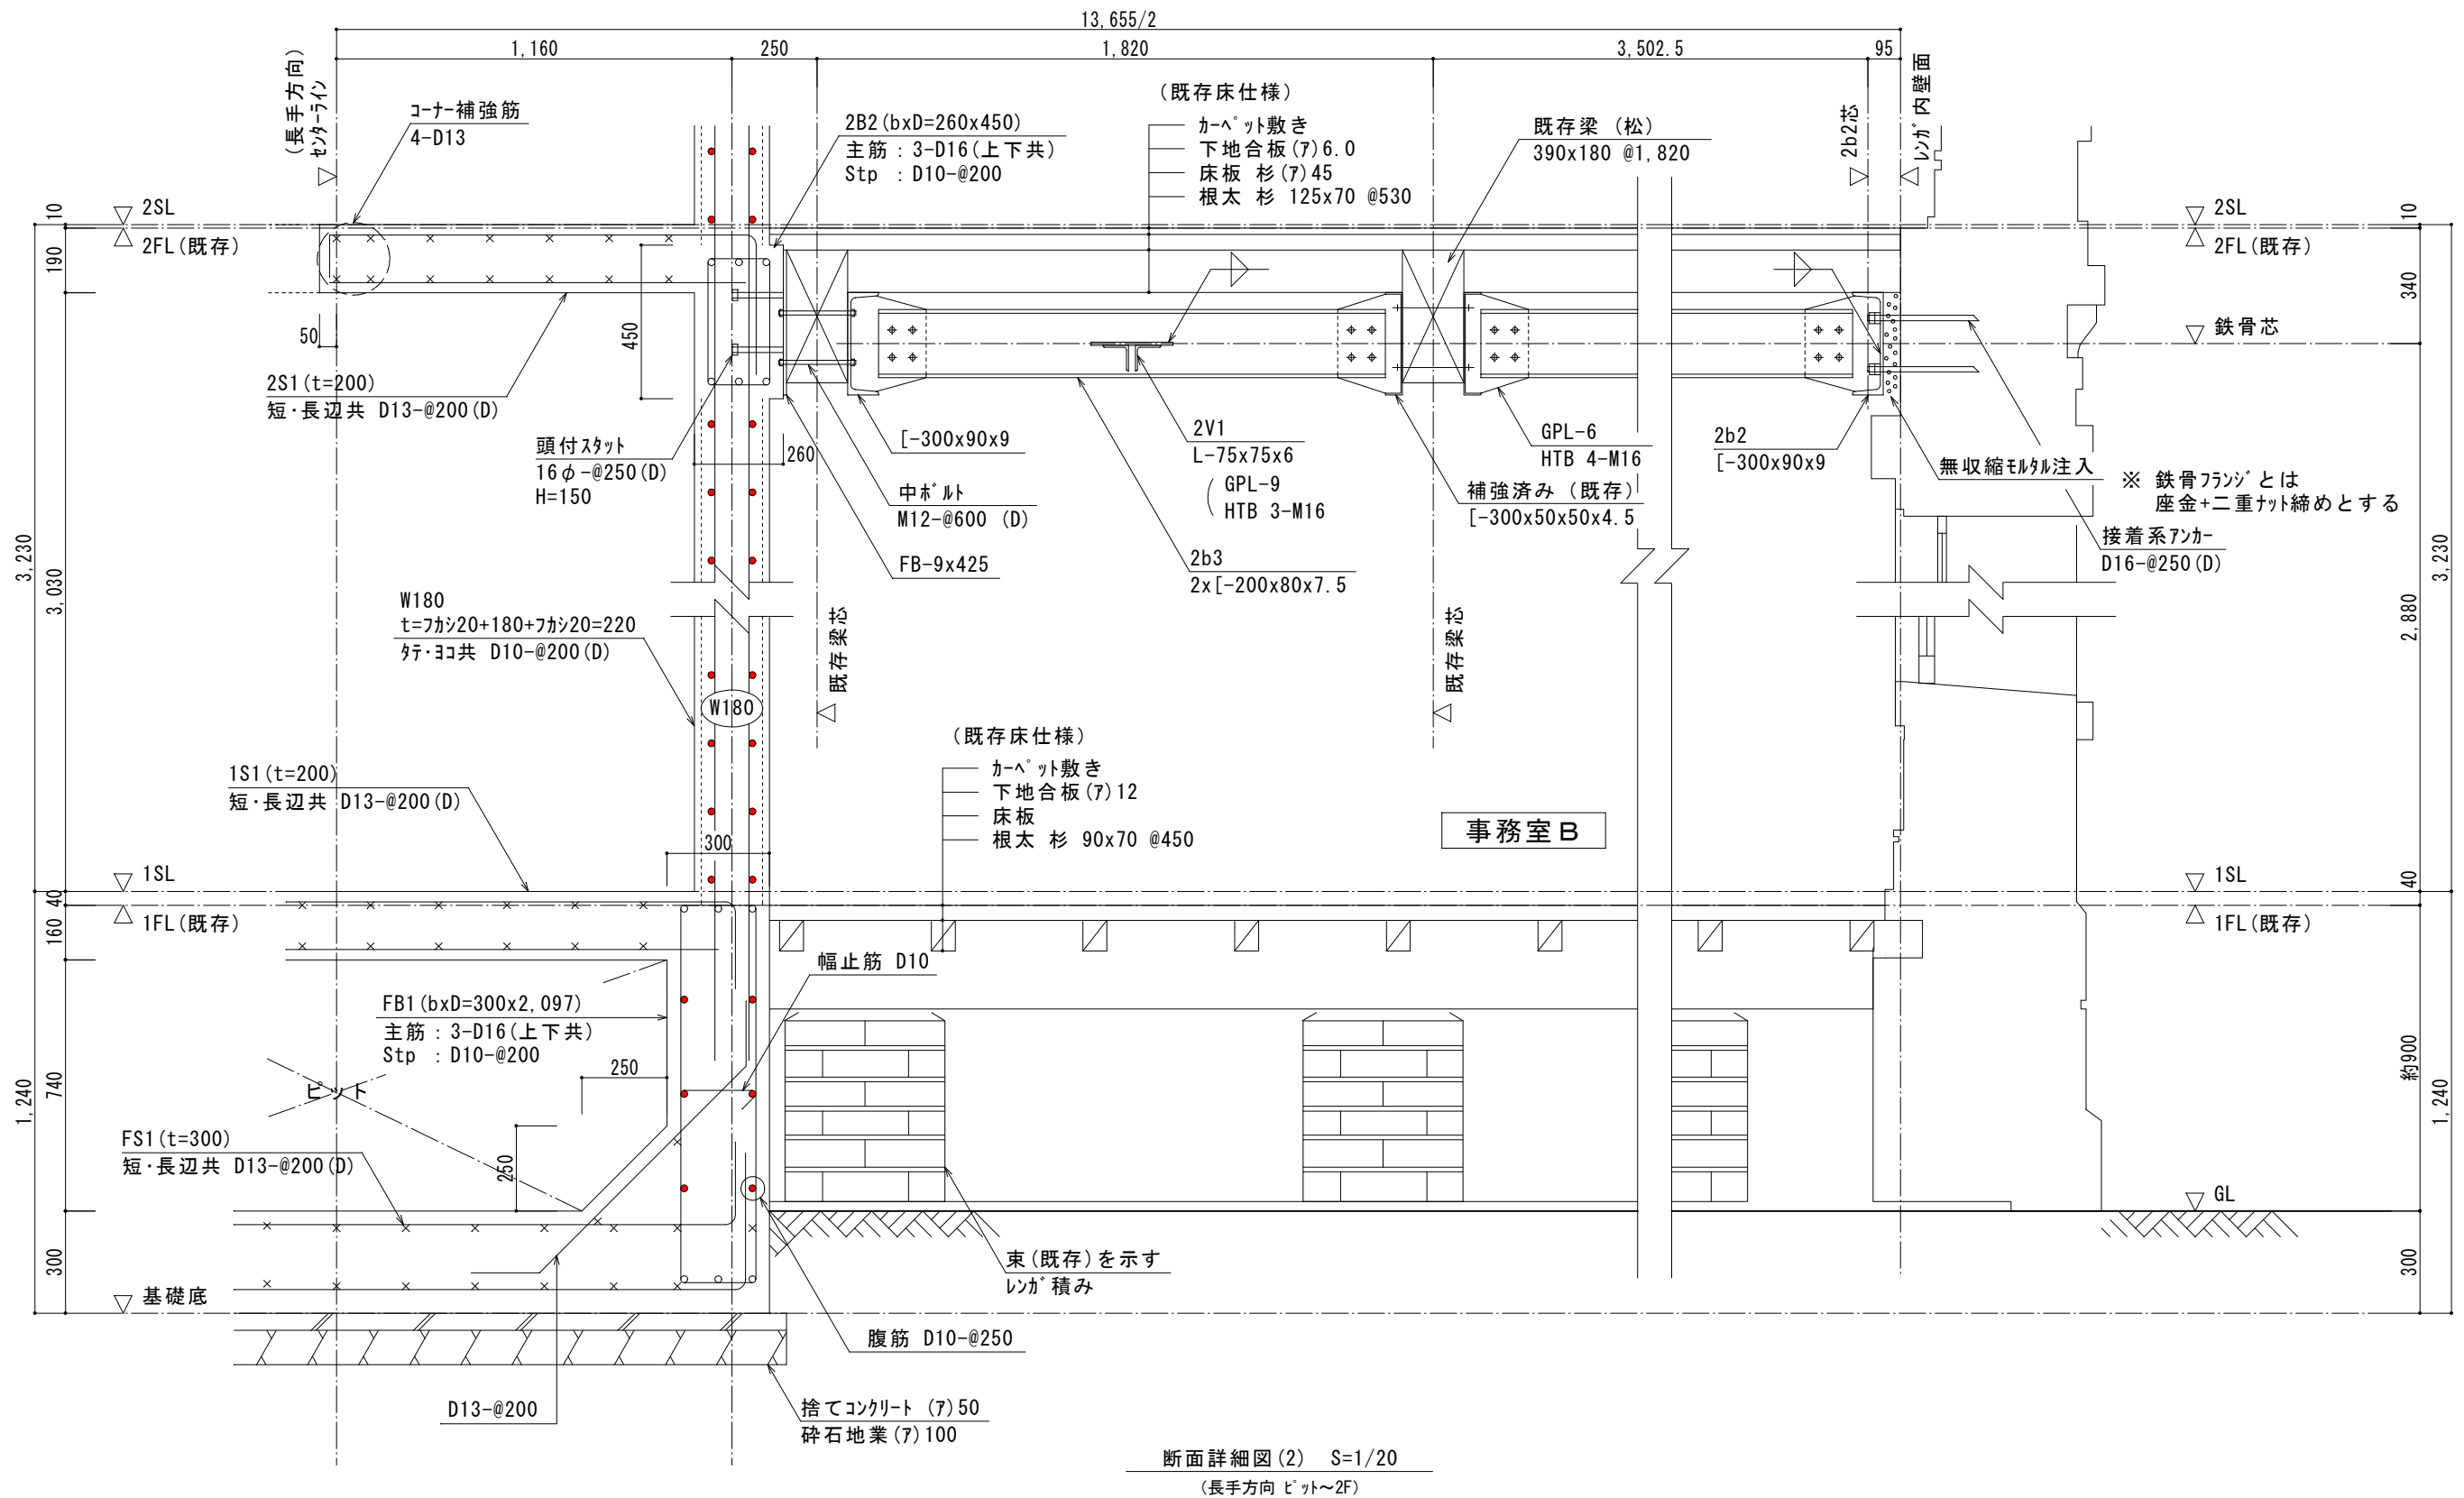 13,655/2
1,160
250
1,820
3,502.5
95
(長手方向)
ｾﾝﾀｰﾗｲﾝ
コーナー補強筋
4-D13
2B2(bxD=260x450)
主筋：3-D16(上下共)
Stp ：D10-@200
(既存床仕様)
ｶｰﾍﾟｯﾄ敷き
下地合板(ｱ)6.0
床板 杉(ｱ)45
根太 杉 125x70 @530
既存梁 (松)
390x180 @1,820
2b2芯
ﾚﾝｶﾞ内壁面
10
2SL
2FL(既存)
190
50
450
2S1(t=200)
短･長辺共 D13-@200(D)
頭付ｽﾀｯﾄ
16φ-@250(D)
H=150
260
[-300x90x9
中ﾎﾞﾙﾄ
M12-@600 (D)
FB-9x425
2V1
L-75x75x6
GPL-9
HTB 3-M16
2b3
2x[-200x80x7.5
GPL-6
HTB 4-M16
補強済み (既存)
[-300x50x50x4.5
2b2
[-300x90x9
無収縮ﾓﾙﾀﾙ注入
※ 鉄骨ﾌﾗﾝｼﾞとは
座金+二重ﾅｯﾄ締めとする
接着系ｱﾝｶｰ
D16-@250(D)
2SL
2FL(既存)
鉄骨芯
10
340
3,230
3,030
2,880
3,230
W180
t=ﾌｶｼ20+180+ﾌｶｼ20=220
ﾀﾃ･ﾖｺ共 D10-@200(D)
既存梁芯
既存梁芯
W180
(既存床仕様)
ｶｰﾍﾟｯﾄ敷き
下地合板(ｱ)12
床板
根太 杉 90x70 @450
事務室B
1S1(t=200)
短･長辺共 D13-@200(D)
300
1SL
1FL(既存)
40
160
1SL
1FL(既存)
40
幅止筋 D10
FB1(bxD=300x2,097)
主筋：3-D16(上下共)
Stp ：D10-@200
250
ピット
250
1,240
740
約900
1,240
FS1(t=300)
短･長辺共 D13-@200(D)
GL
300
300
基礎底
束(既存)を示す
ﾚﾝｶﾞ積み
腹筋 D10-@250
D13-@200
捨てｺﾝｸﾘｰﾄ (ｱ)50
砕石地業(ｱ)100
断面詳細図(2) S=1/20
(長手方向 ﾋﾟｯﾄ～2F)